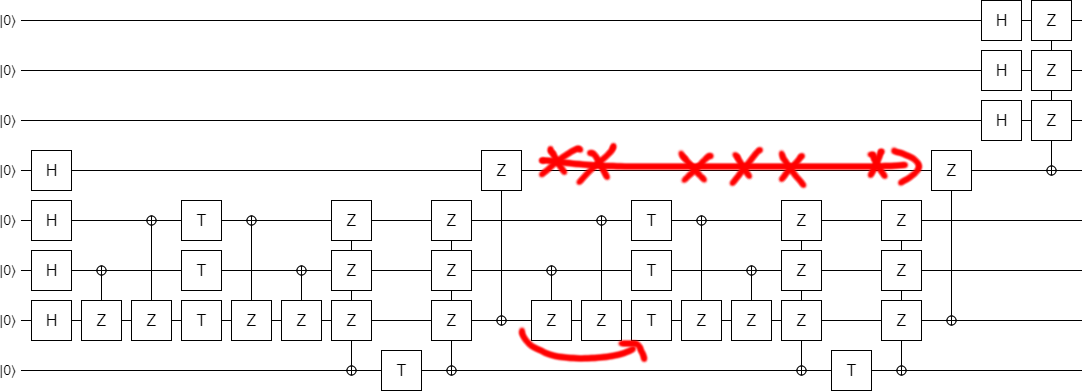 |0⟩ H Z
|0⟩ H Z
|0⟩ H Z
|0⟩ H Z Z
|0⟩ H T Z Z T Z Z
|0⟩ H T Z Z T Z Z
|0⟩ H Z Z T Z Z Z Z Z Z T Z Z Z Z
|0⟩ T T